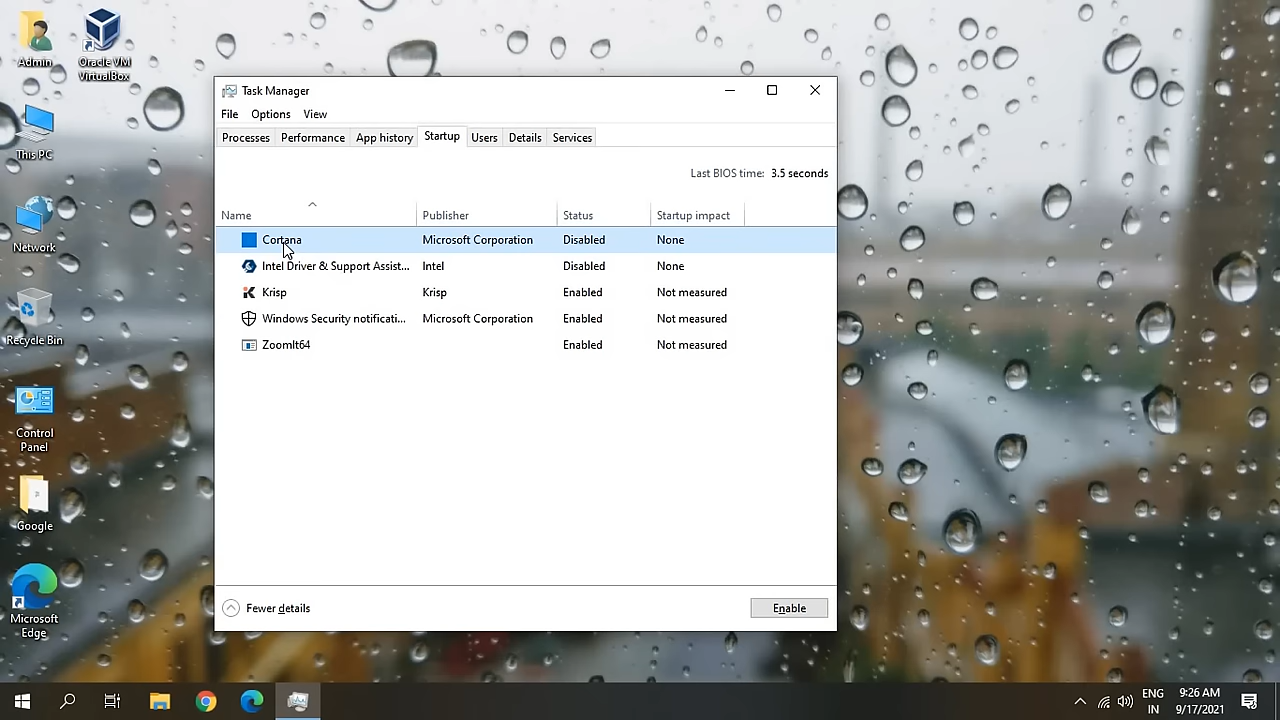 Admin
Oracle VM
VirtualBox
This PC
Network
Recycle Bin
Control
Panel
Google
Microsoft
Edge
Task Manager
File Options View
Processes Performance App history Startup Users Details Services
Last BIOS time: 3.5 seconds
Name Publisher Status Startup impact
Cortana Microsoft Corporation Disabled None
Intel Driver & Support Assist... Intel Disabled None
Krisp Krisp Enabled Not measured
Windows Security notificati... Microsoft Corporation Enabled Not measured
ZoomIt64 Enabled Not measured
Fewer details Enable
ENG 9:26 AM
IN 9/17/2021